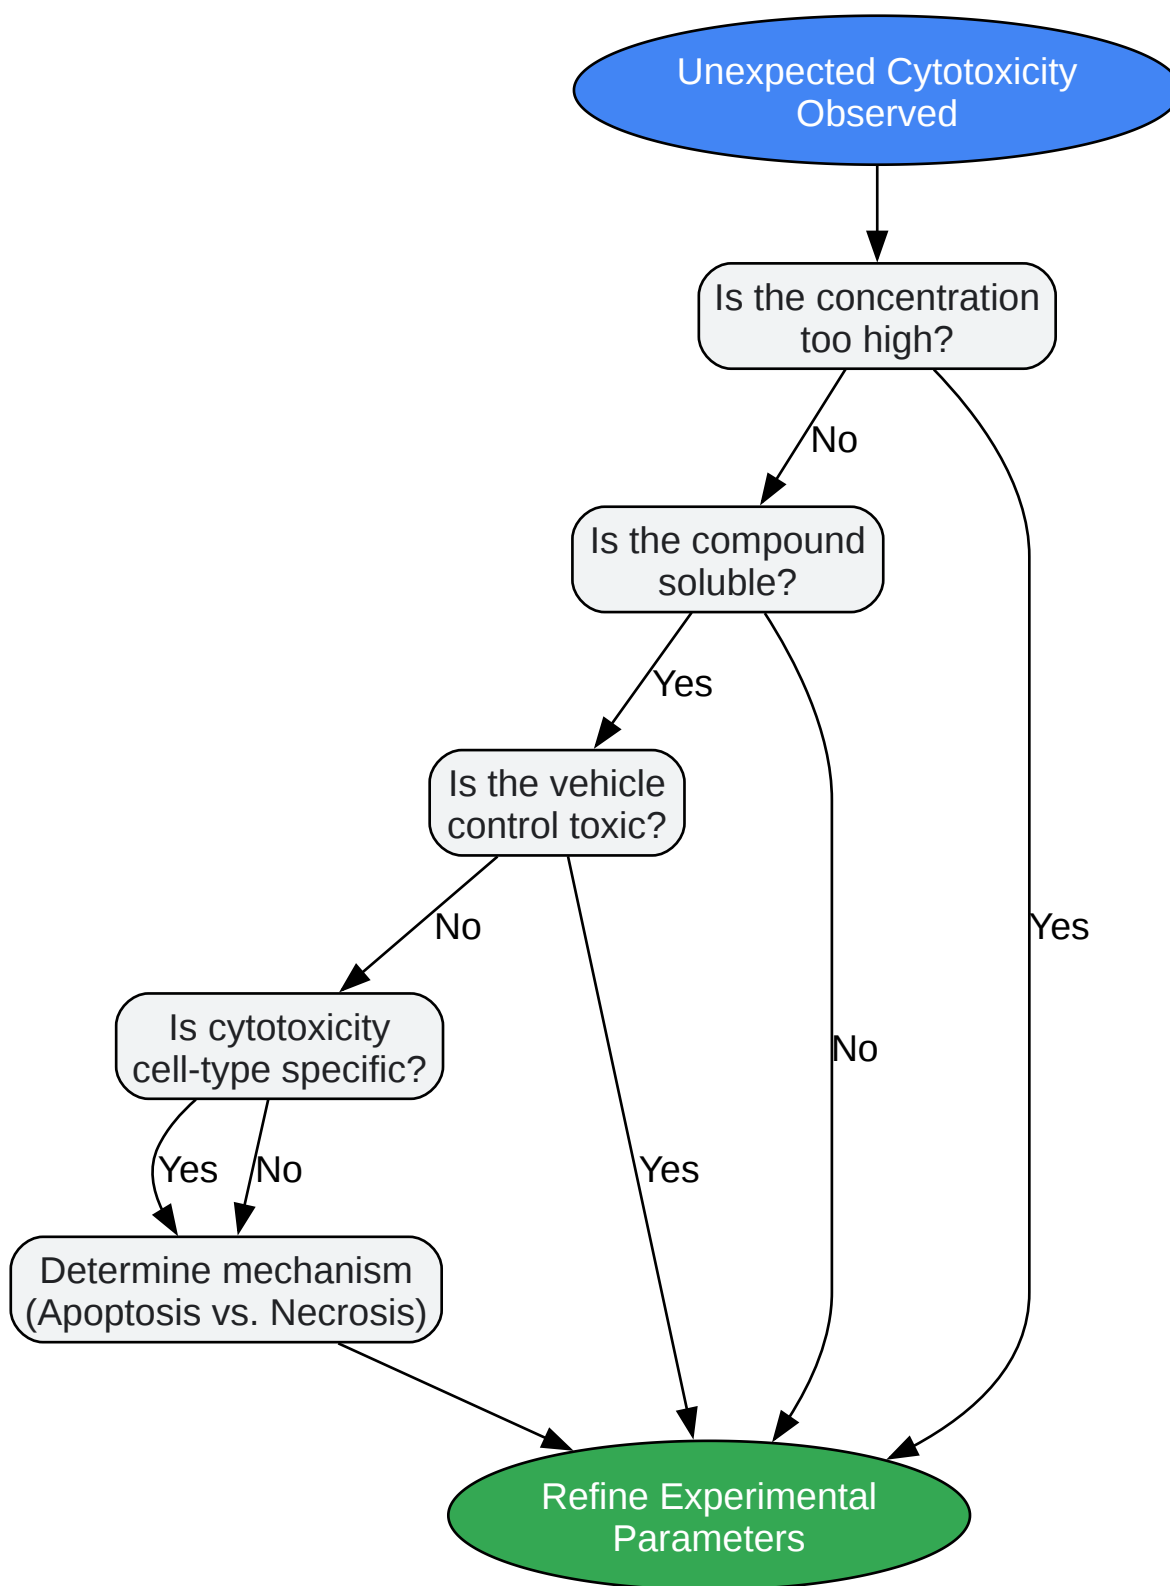 Unexpected Cytotoxicity
Observed
Is the concentration
too high?
No
Is the compound
soluble?
Yes
Is the vehicle
control toxic?
No
Yes
Is cytotoxicity
cell-type specific?
No
Yes
No
Yes
Determine mechanism
(Apoptosis vs. Necrosis)
Refine Experimental
Parameters